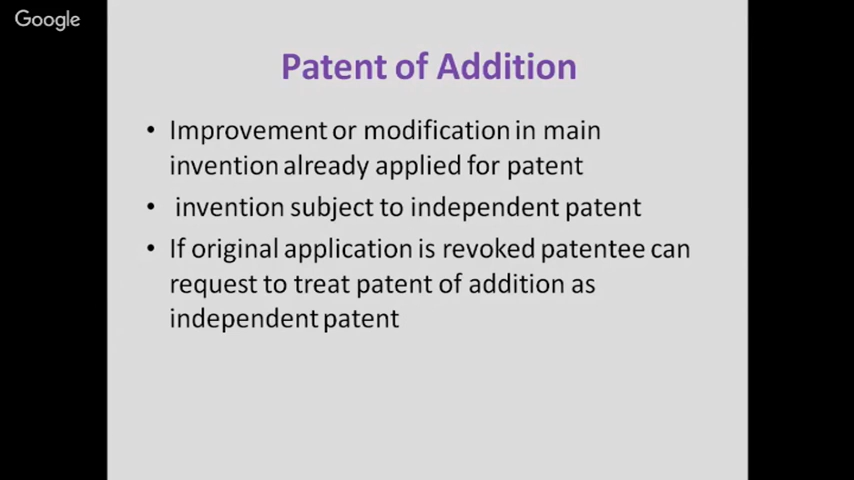 Google
Patent of Addition
• Improvement or modification in main
invention already applied for patent
• invention subject to independent patent
• If original application is revoked patentee can
request to treat patent of addition as
independent patent